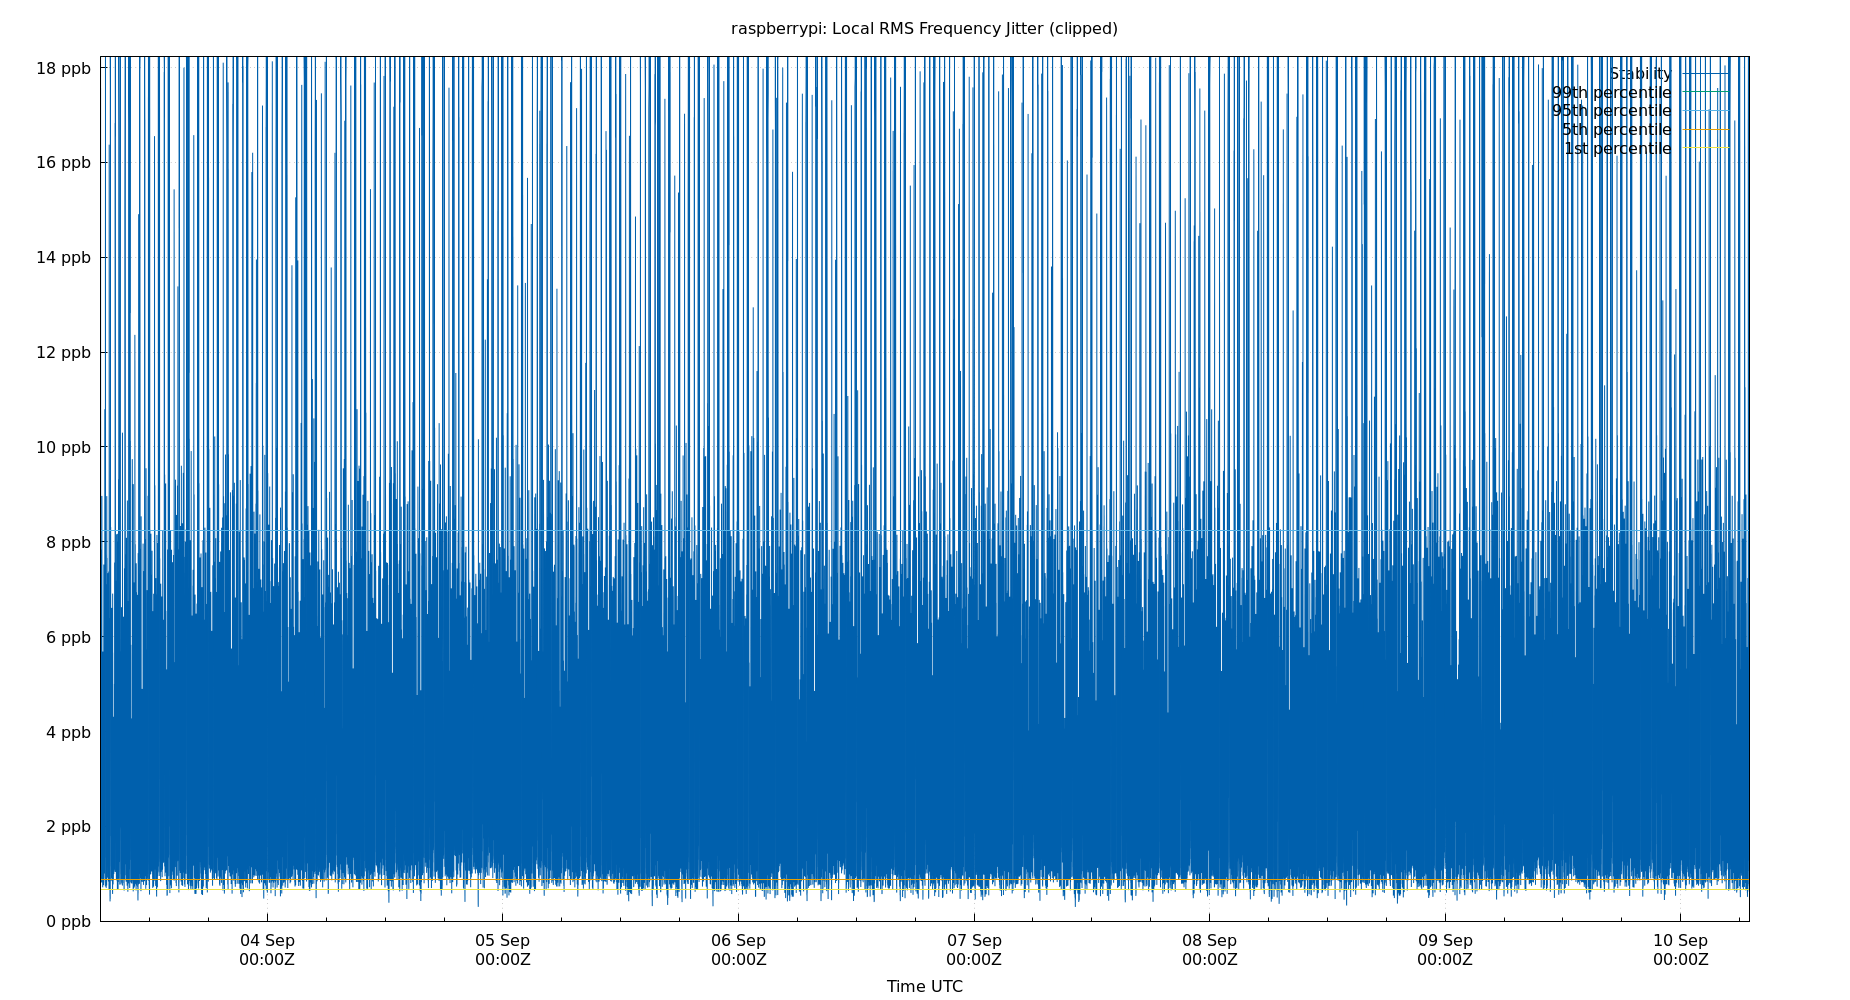 raspberrypi: Local RMS Frequency Jitter (clipped)
18 ppb
16 ppb
14 ppb
12 ppb
10 ppb
8 ppb
6 ppb
4 ppb
2 ppb
0 ppb
Stability
99th percentile
95th percentile
5th percentile
1st percentile
04 Sep
00:00Z
05 Sep
00:00Z
06 Sep
00:00Z
07 Sep
00:00Z
08 Sep
00:00Z
09 Sep
00:00Z
10 Sep
00:00Z
Time UTC